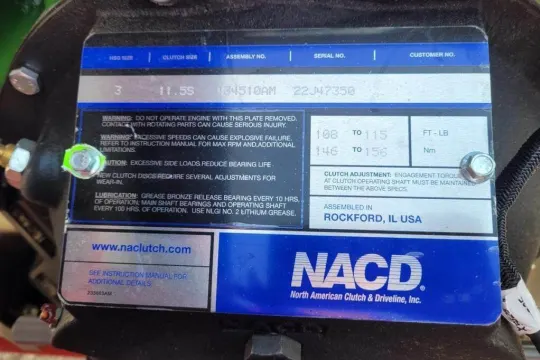 HSG SIZE CLUTCH SIZE ASSEMBLY NO. SERIAL NO. CUSTOMER NO.
3 11.5S 104510AM 22J47350
WARNING: DO NOT OPERATE ENGINE WITH THIS PLATE REMOVED.
CONTACT WITH ROTATING PARTS CAN CAUSE SERIOUS INJURY.
WARNING: EXCESSIVE SPEEDS CAN CAUSE EXPLOSIVE FAILURE.
REFER TO INSTRUCTION MANUAL FOR MAX RPM AND ADDITIONAL
LIMITATIONS.
CAUTION: EXCESSIVE SIDE LOADS REDUCE BEARING LIFE
NEW CLUTCH DISCS REQUIRE SEVERAL ADJUSTMENTS FOR
WEAR-IN.
LUBRICATION: GREASE BRONZE RELEASE BEARING EVERY 10 HRS.
OF OPERATION; MAIN SHAFT BEARINGS AND OPERATING SHAFT
EVERY 100 HRS. OF OPERATION. USE NLGI NO. 2 LITHIUM GREASE.
108 TO 115 FT - LB
146 TO 156 Nm
CLUTCH ADJUSTMENT: ENGAGEMENT TORQUE
AT CLUTCH OPERATING SHAFT MUST BE MAINTAINED
BETWEEN THE ABOVE SPECS.
ASSEMBLED IN
ROCKFORD, IL USA
www.naclutch.com
SEE INSTRUCTION MANUAL FOR
ADDITIONAL DETAILS.
NACD®
North American Clutch & Driveline, Inc.